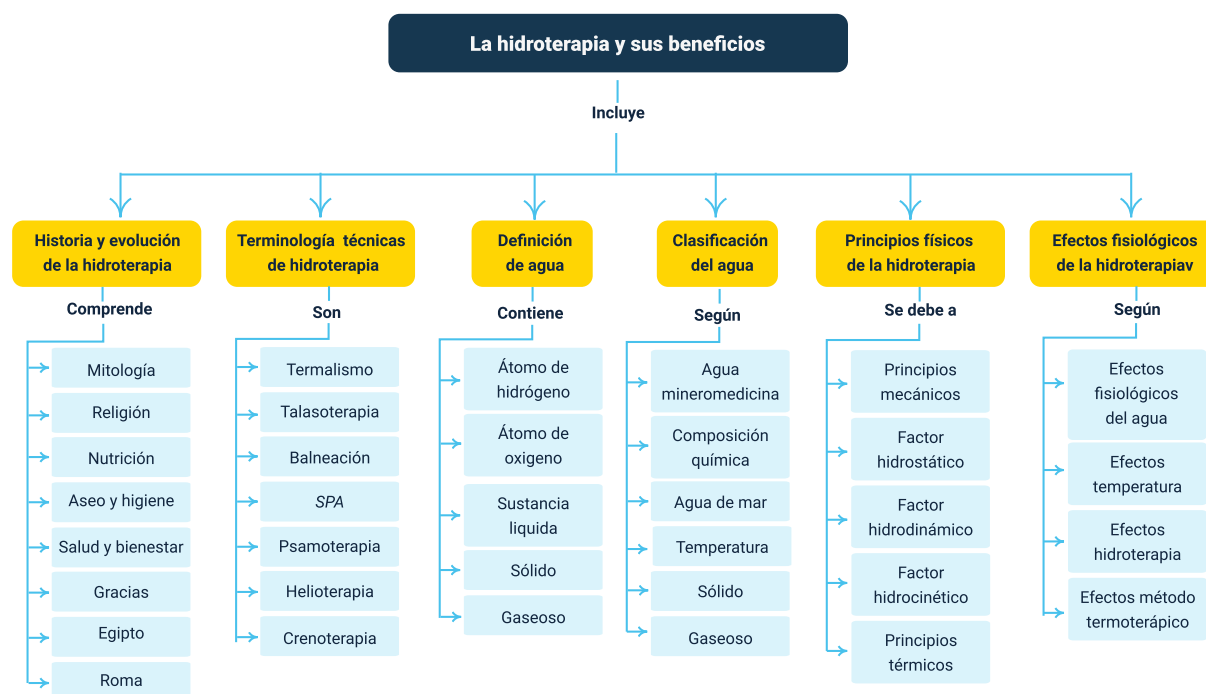 La hidroterapia y sus beneficios
Incluye
Historia y evolución
de la hidroterapia
Comprende
Mitología
Religión
Nutrición
Aseo y higiene
Salud y bienestar
Gracias
Egipto
Roma
Terminología técnicas
de hidroterapia
Son
Termalismo
Talasoterapia
Balneación
SPA
Psamoterapia
Helioterapia
Crenoterapia
Definición
de agua
Contiene
Átomo de
hidrógeno
Átomo de
oxigeno
Sustancia
liquida
Sólido
Gaseoso
Clasificación
del agua
Según
Agua
mineromedicina
Composición
química
Agua de mar
Temperatura
Sólido
Gaseoso
Principios físicos
de la hidroterapia
Se debe a
Principios
mecánicos
Factor
hidrostático
Factor
hidrodinámico
Factor
hidrocinético
Principios
térmicos
Efectos fisiológicos
de la hidroterapiav
Según
Efectos
fisiológicos
del agua
Efectos
temperatura
Efectos
hidroterapia
Efectos método
termoterápico